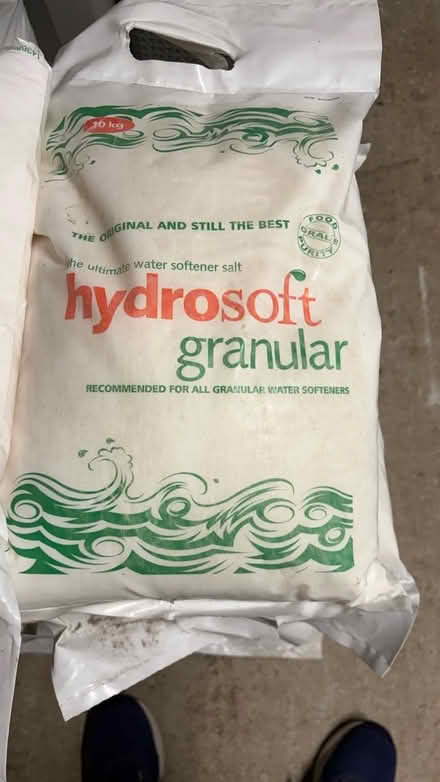 10 kg
THE ORIGINAL AND STILL THE BEST
FOOD
GRADE
PURITY
the ultimate water softener salt
hydrosoft
granular
RECOMMENDED FOR ALL GRANULAR WATER SOFTENERS